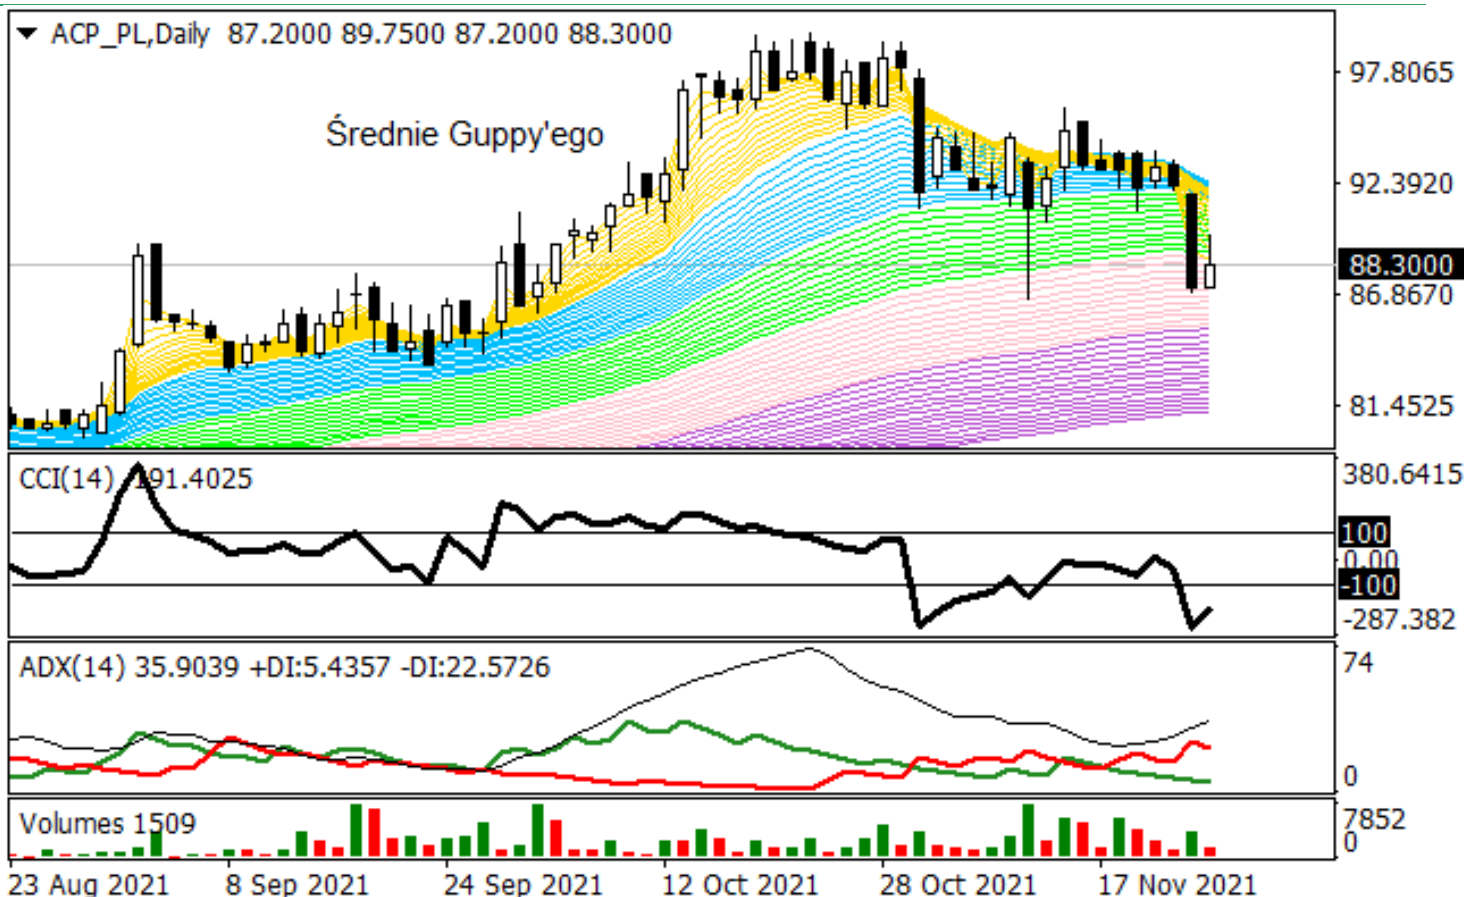 ACP_PL,Daily 87.2000 89.7500 87.2000 88.3000
Średnie Guppy'ego
97.8065
92.3920
88.3000
86.8670
81.4525
CCI(14) -191.4025
380.6415
100
0.00
-100
-287.382
ADX(14) 35.9039 +DI:5.4357 -DI:22.5726
74
0
Volumes 1509
7852
0
23 Aug 2021 8 Sep 2021 24 Sep 2021 12 Oct 2021 28 Oct 2021 17 Nov 2021